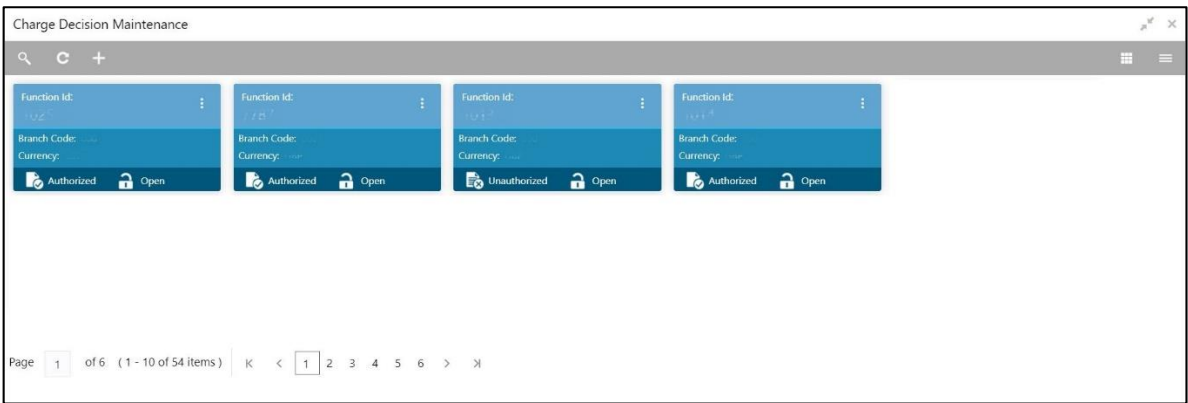 Charge Decision Maintenance
Function Id: Function Id: Function Id: Function Id:
Branch Code: Branch Code: Branch Code: Branch Code:
Currency: Currency: Currency: Currency:
Authorized Open Authorized Open Unauthorized Open Authorized Open
Page 1 of 6 ( 1 - 10 of 54 items ) 1 2 3 4 5 6